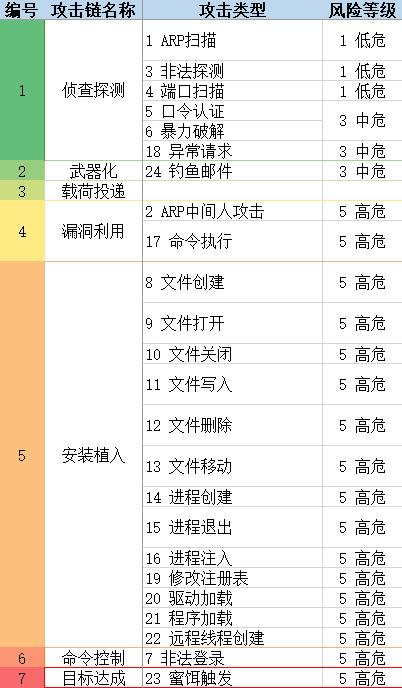 编号 攻击链名称 攻击类型 风险等级
1 侦查探测 1 ARP扫描 1 低危
3 非法探测 1 低危
4 端口扫描 1 低危
5 口令认证 3 中危
6 暴力破解
18 异常请求 3 中危
2 武器化 24 钓鱼邮件 3 中危
3 载荷投递
4 漏洞利用 2 ARP中间人攻击 5 高危
17 命令执行 5 高危
5 安装植入 8 文件创建 5 高危
9 文件打开 5 高危
10 文件关闭 5 高危
11 文件写入 5 高危
12 文件删除 5 高危
13 文件移动 5 高危
14 进程创建 5 高危
15 进程退出 5 高危
16 进程注入 5 高危
19 修改注册表 5 高危
20 驱动加载 5 高危
21 程序加载 5 高危
22 远程线程创建 5 高危
6 命令控制 7 非法登录 5 高危
7 目标达成 23 蜜饵触发 5 高危